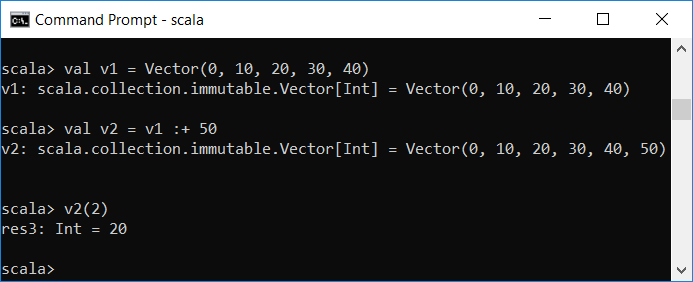 Command Prompt - scala
scala> val v1 = Vector(0, 10, 20, 30, 40)
v1: scala.collection.immutable.Vector[Int] = Vector(0, 10, 20, 30, 40)
scala> val v2 = v1 :+ 50
v2: scala.collection.immutable.Vector[Int] = Vector(0, 10, 20, 30, 40, 50)
scala> v2(2)
res3: Int = 20
scala>